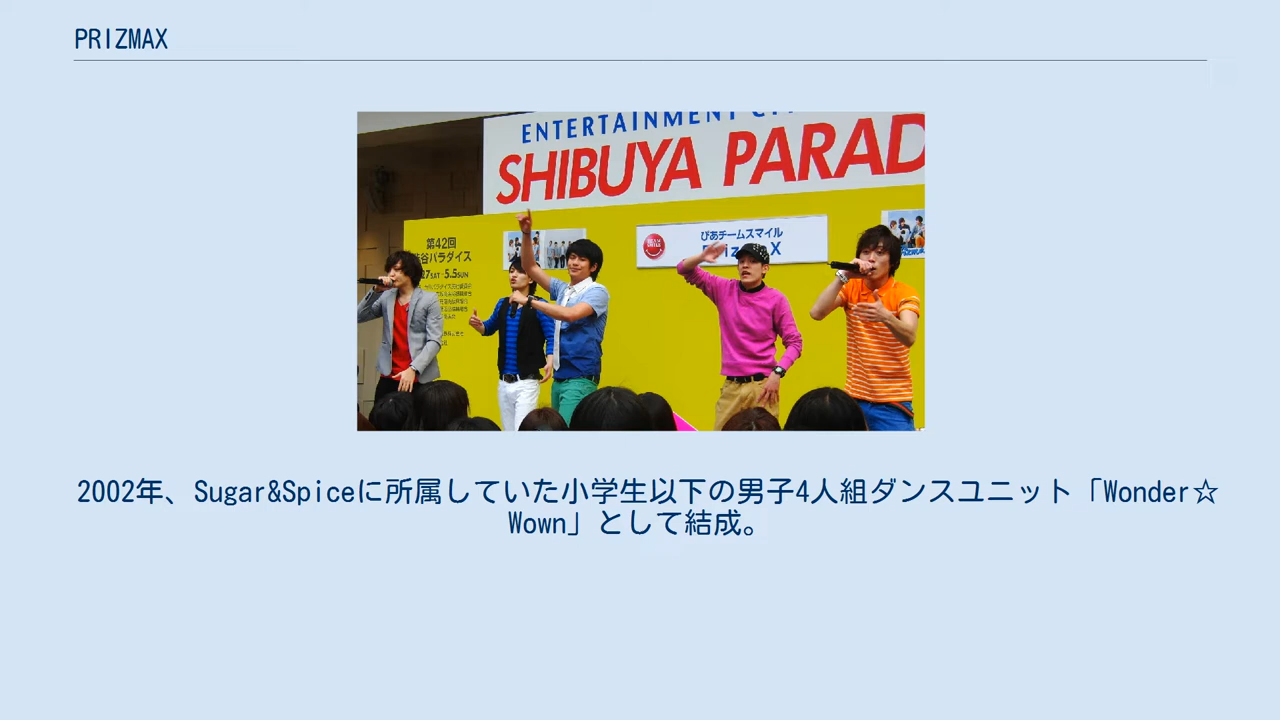 PRIZMAX
ENTERTAINMENT
SHIBUYA PARAD
第42回
谷パラダイス
ぴあチームスマイル
2002年、Sugar&Spiceに所属していた小学生以下の男子4人組ダンスユニット「Wonder☆
Wown」として結成。